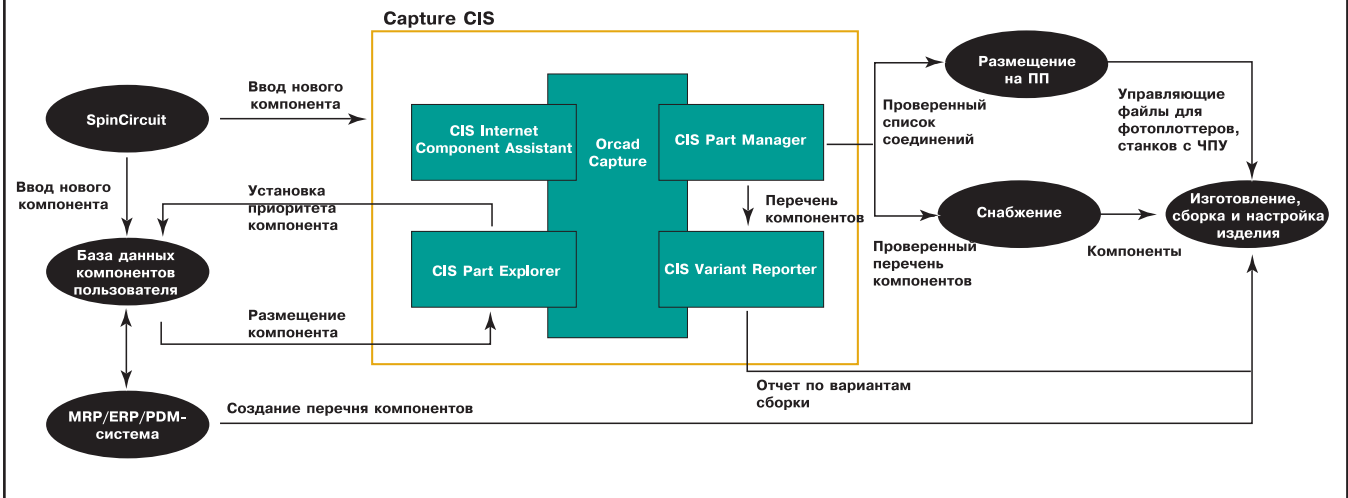 Capture CIS
SpinCircuit
Ввод нового
компонента
Ввод нового
компонента
База данных
компонентов
пользователя
Установка
приоритета
компонента
Размещение
компонента
MRP/ERP/PDM-
система
Создание перечня компонентов
CIS Internet
Component Assistant
Orcad
Capture
CIS Part Manager
CIS Part Explorer
Перечень
компонентов
CIS Variant Reporter
Отчет по вариантам
сборки
Проверенный
список
соединений
Размещение
на ПП
Управляющие
файлы для
фотоплоттеров,
станков с ЧПУ
Проверенный
перечень
компонентов
Снабжение
Компоненты
Изготовление,
сборка и настройка
изделия